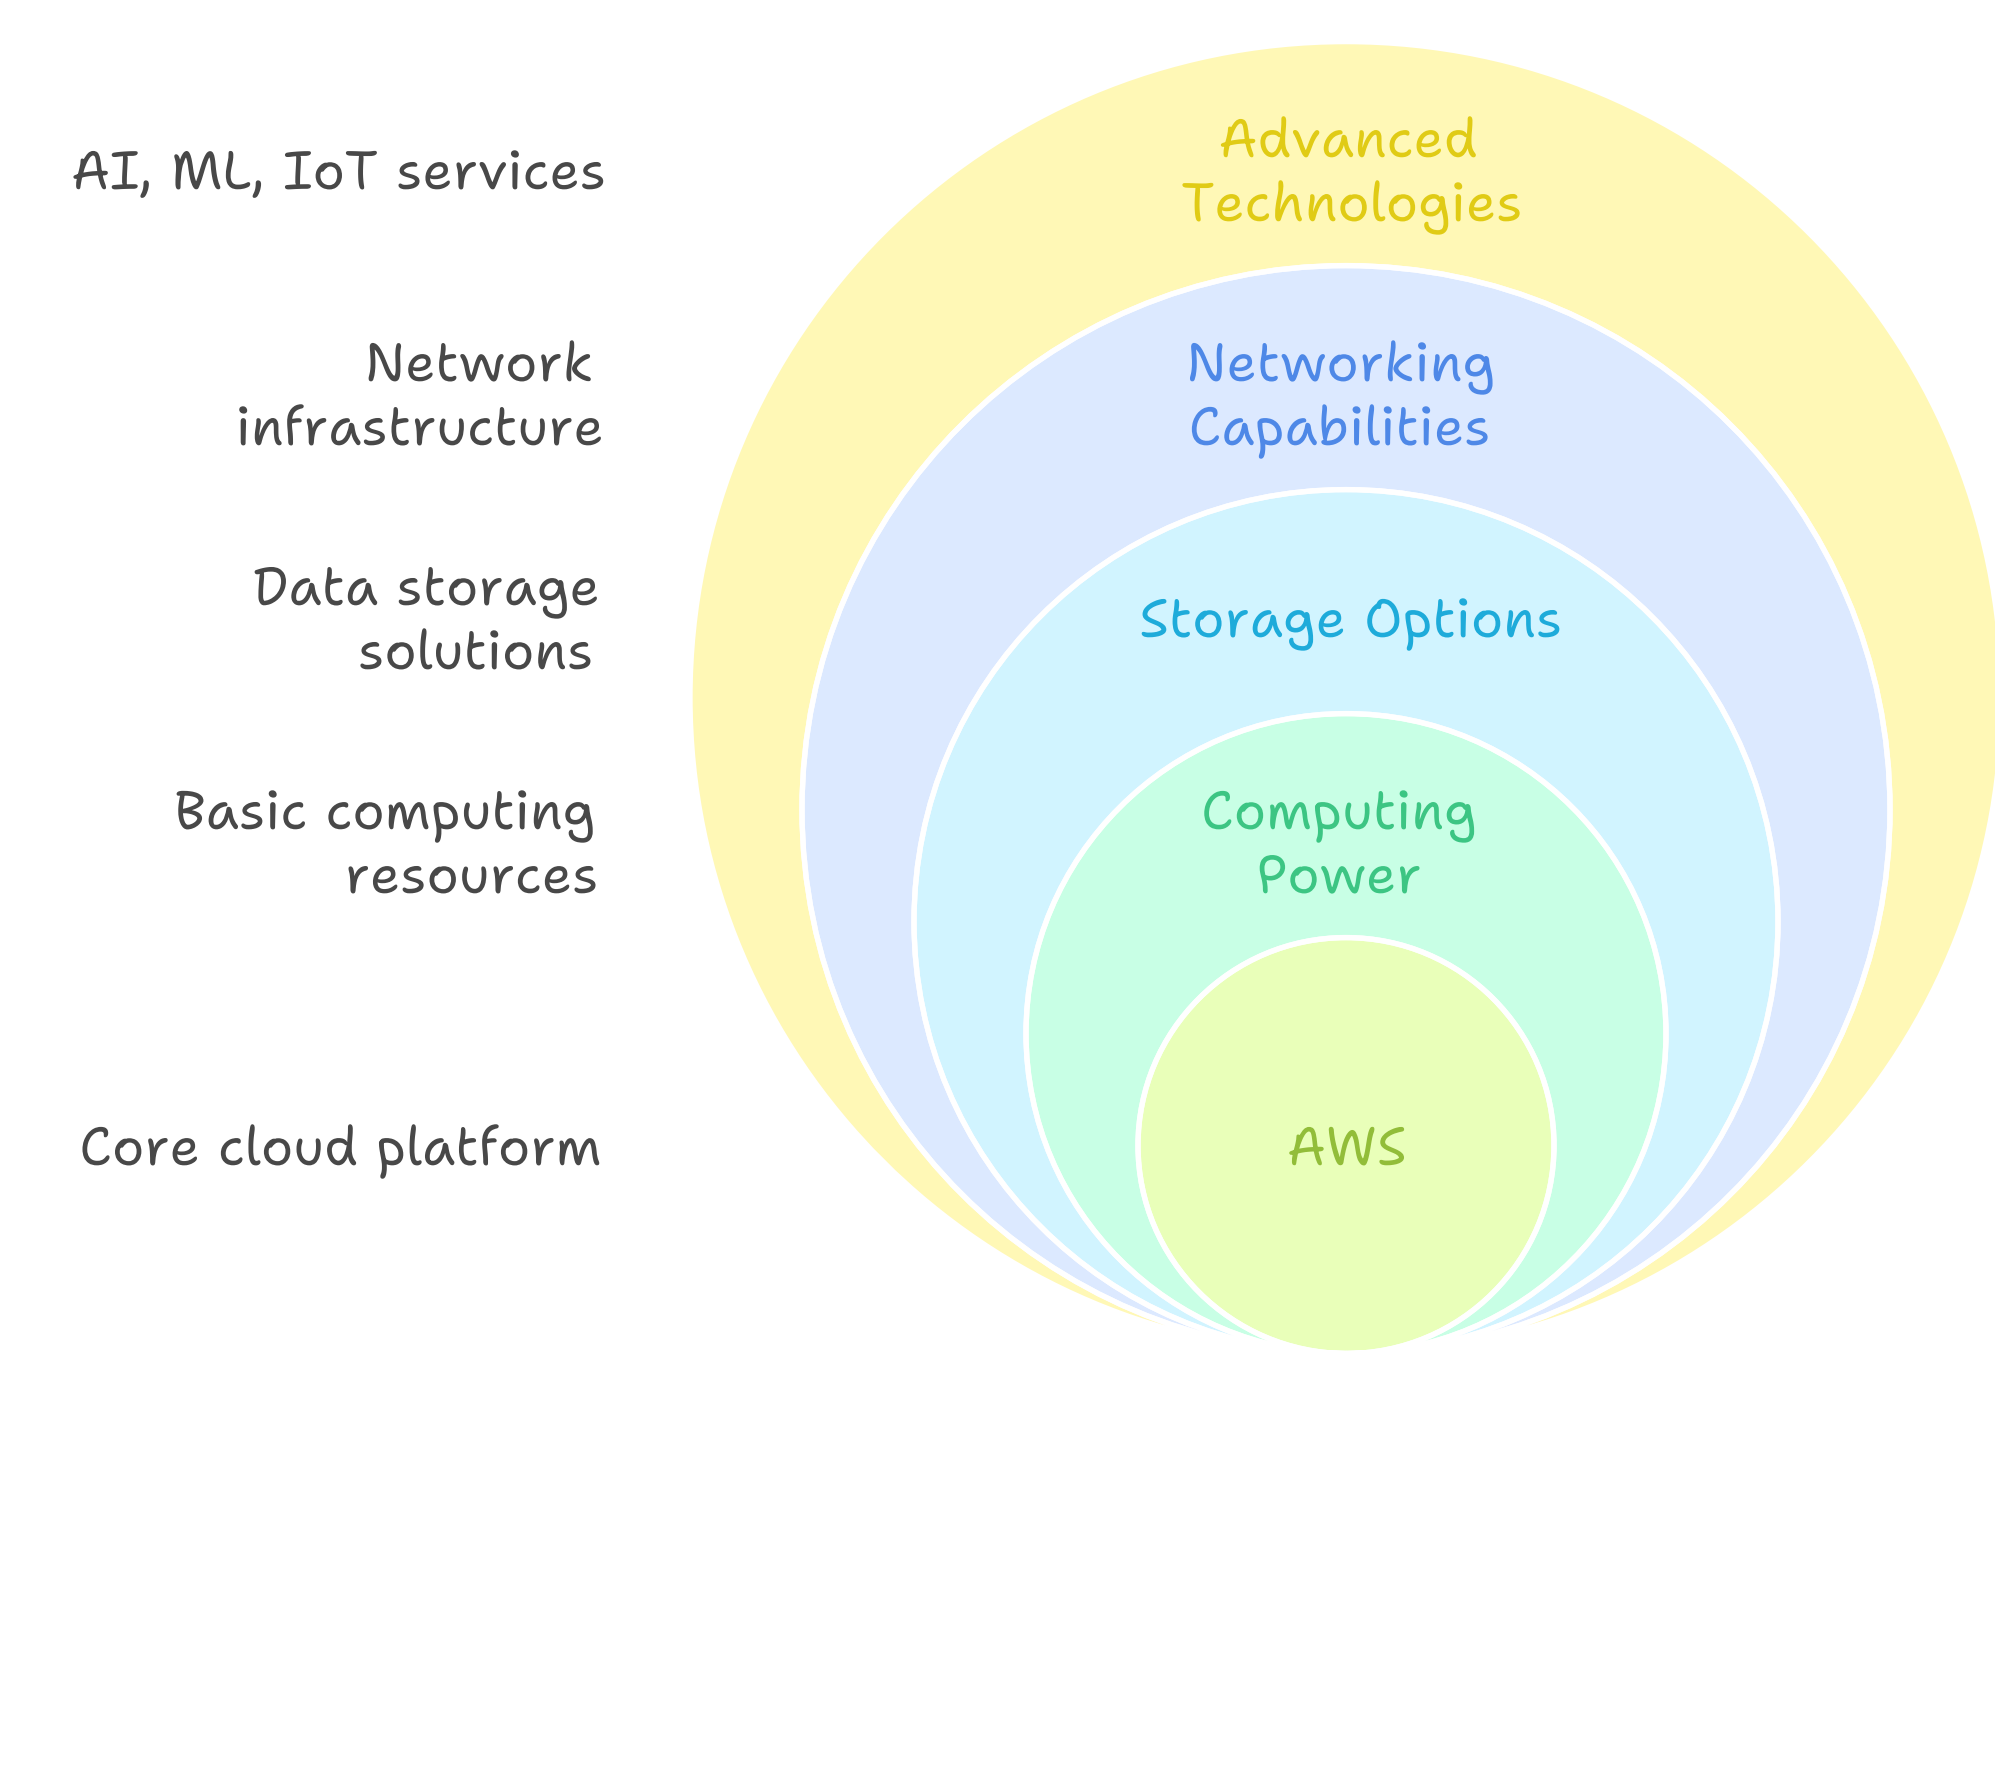 AI, ML, IoT services
Advanced
Technologies
Network
infrastructure
Networking
Capabilities
Data storage
solutions
Storage Options
Basic computing
resources
Computing
Power
Core cloud platform
AWS